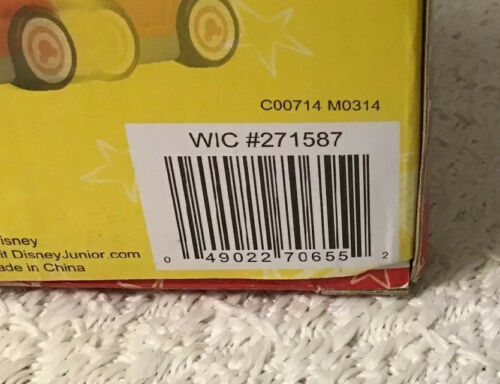 C00714 M0314
WIC #271587
0 49022 70655 2
isney
it DisneyJunior.com
ade in China